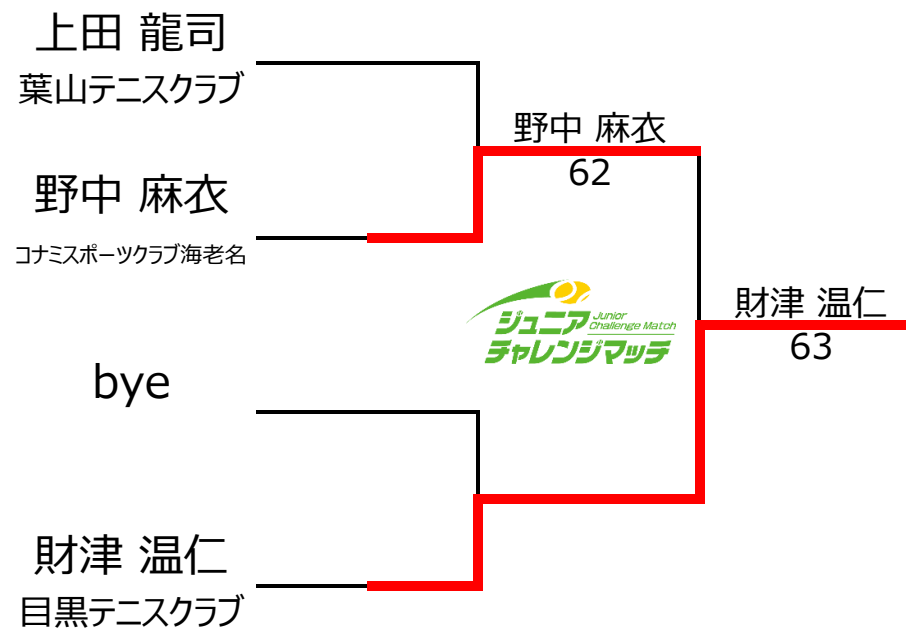 上田 龍司
葉山テニスクラブ
野中 麻衣
62
野中 麻衣
コナミスポーツクラブ海老名
ジュニア
Junior
Challenge Match
チャレンジマッチ
財津 温仁
63
bye
財津 温仁
目黒テニスクラブ